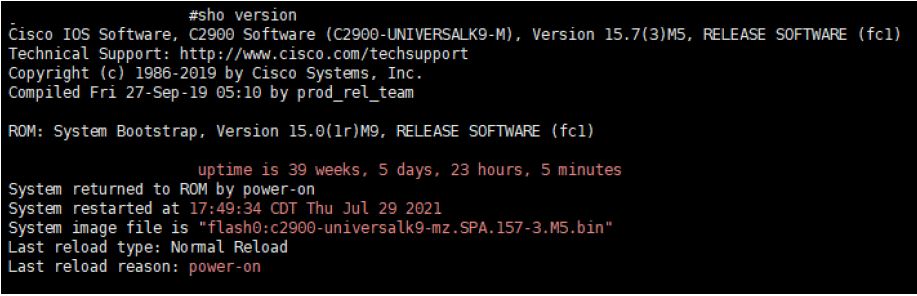 #sho version
Cisco IOS Software, C2900 Software (C2900-UNIVERSALK9-M), Version 15.7(3)M5, RELEASE SOFTWARE (fc1)
Technical Support: http://www.cisco.com/techsupport
Copyright (c) 1986-2019 by Cisco Systems, Inc.
Compiled Fri 27-Sep-19 05:10 by prod_rel_team
ROM: System Bootstrap, Version 15.0(1r)M9, RELEASE SOFTWARE (fc1)
uptime is 39 weeks, 5 days, 23 hours, 5 minutes
System returned to ROM by power-on
System restarted at 17:49:34 CDT Thu Jul 29 2021
System image file is "flash0:c2900-universalk9-mz.SPA.157-3.M5.bin"
Last reload type: Normal Reload
Last reload reason: power-on